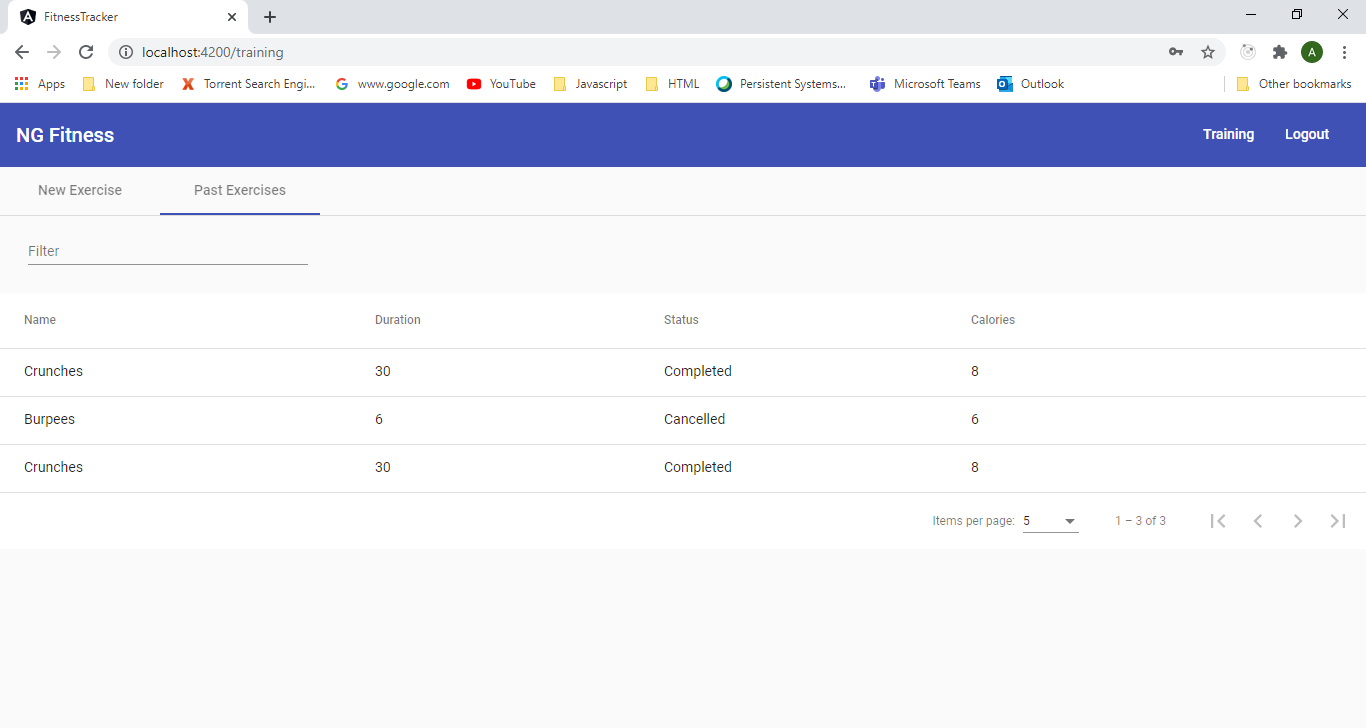 FitnessTracker
localhost:4200/training
A
Apps New folder Torrent Search Engi... www.google.com YouTube Javascript HTML Persistent Systems... Microsoft Teams Outlook Other bookmarks
NG Fitness Training Logout
New Exercise Past Exercises
Filter
Name Duration Status Calories
Crunches 30 Completed 8
Burpees 6 Cancelled 6
Crunches 30 Completed 8
Items per page: 5 1 – 3 of 3